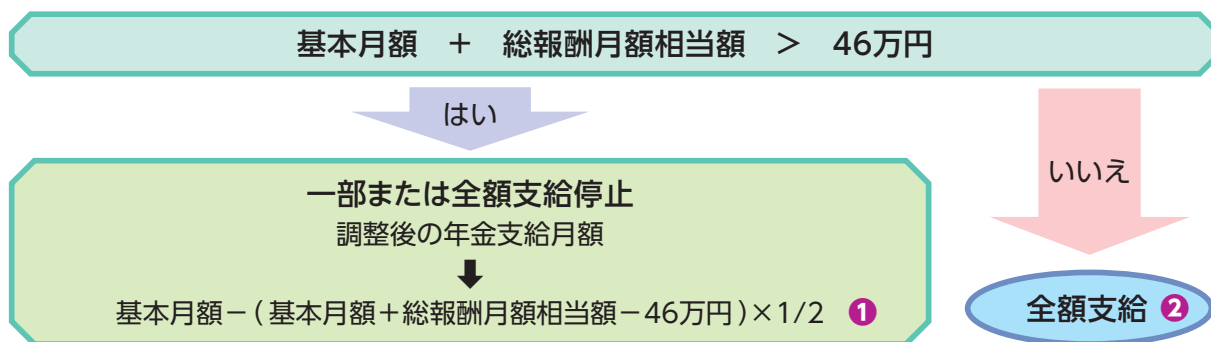 基本月額　＋　総報酬月額相当額　＞　46万円
はい
いいえ
一部または全額支給停止
調整後の年金支給月額
基本月額－（基本月額＋総報酬月額相当額－46万円）×1/2　❶
全額支給❷